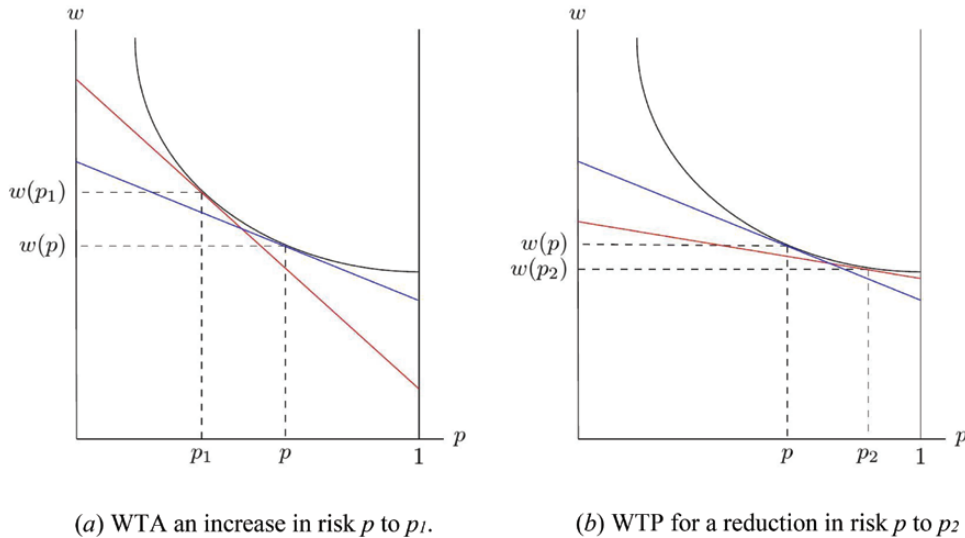 w
w
w(p₁)
w(p)
w(p)
w(p₂)
p₁
p
1
p
p
p₂
1
p
(a) WTA an increase in risk p to p₁.
(b) WTP for a reduction in risk p to p₂